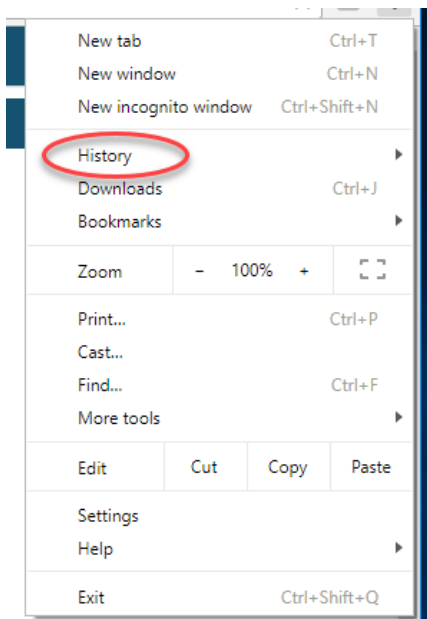 New tab Ctrl+T
New window Ctrl+N
New incognito window Ctrl+Shift+N
History
Downloads Ctrl+J
Bookmarks
Zoom - 100% +
Print... Ctrl+P
Cast...
Find... Ctrl+F
More tools
Edit Cut Copy Paste
Settings
Help
Exit Ctrl+Shift+Q